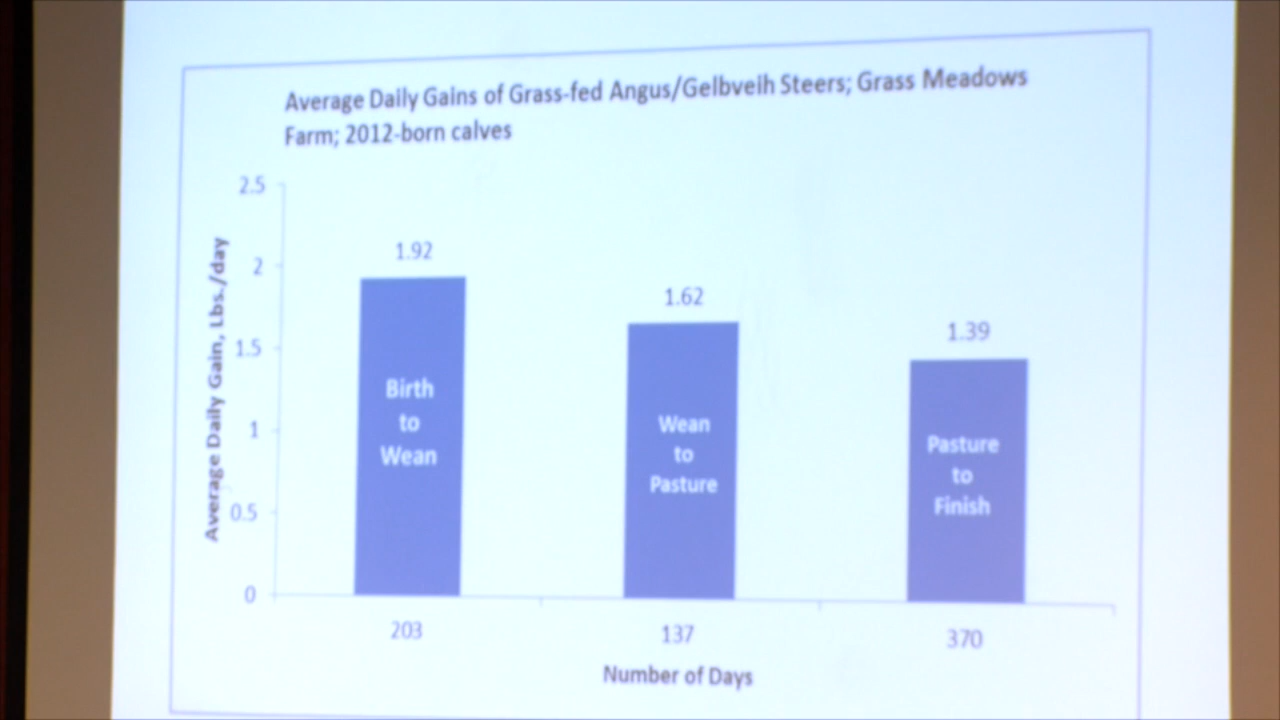 Average Daily Gains of Grass-fed Angus/Gelbveih Steers; Grass Meadows
Farm; 2012-born calves
Average Daily Gain, Lbs./day
2.5
2
1.5
1
0.5
0
1.92
1.62
1.39
Birth
to
Wean
Wean
to
Pasture
Pasture
to
Finish
203
137
370
Number of Days